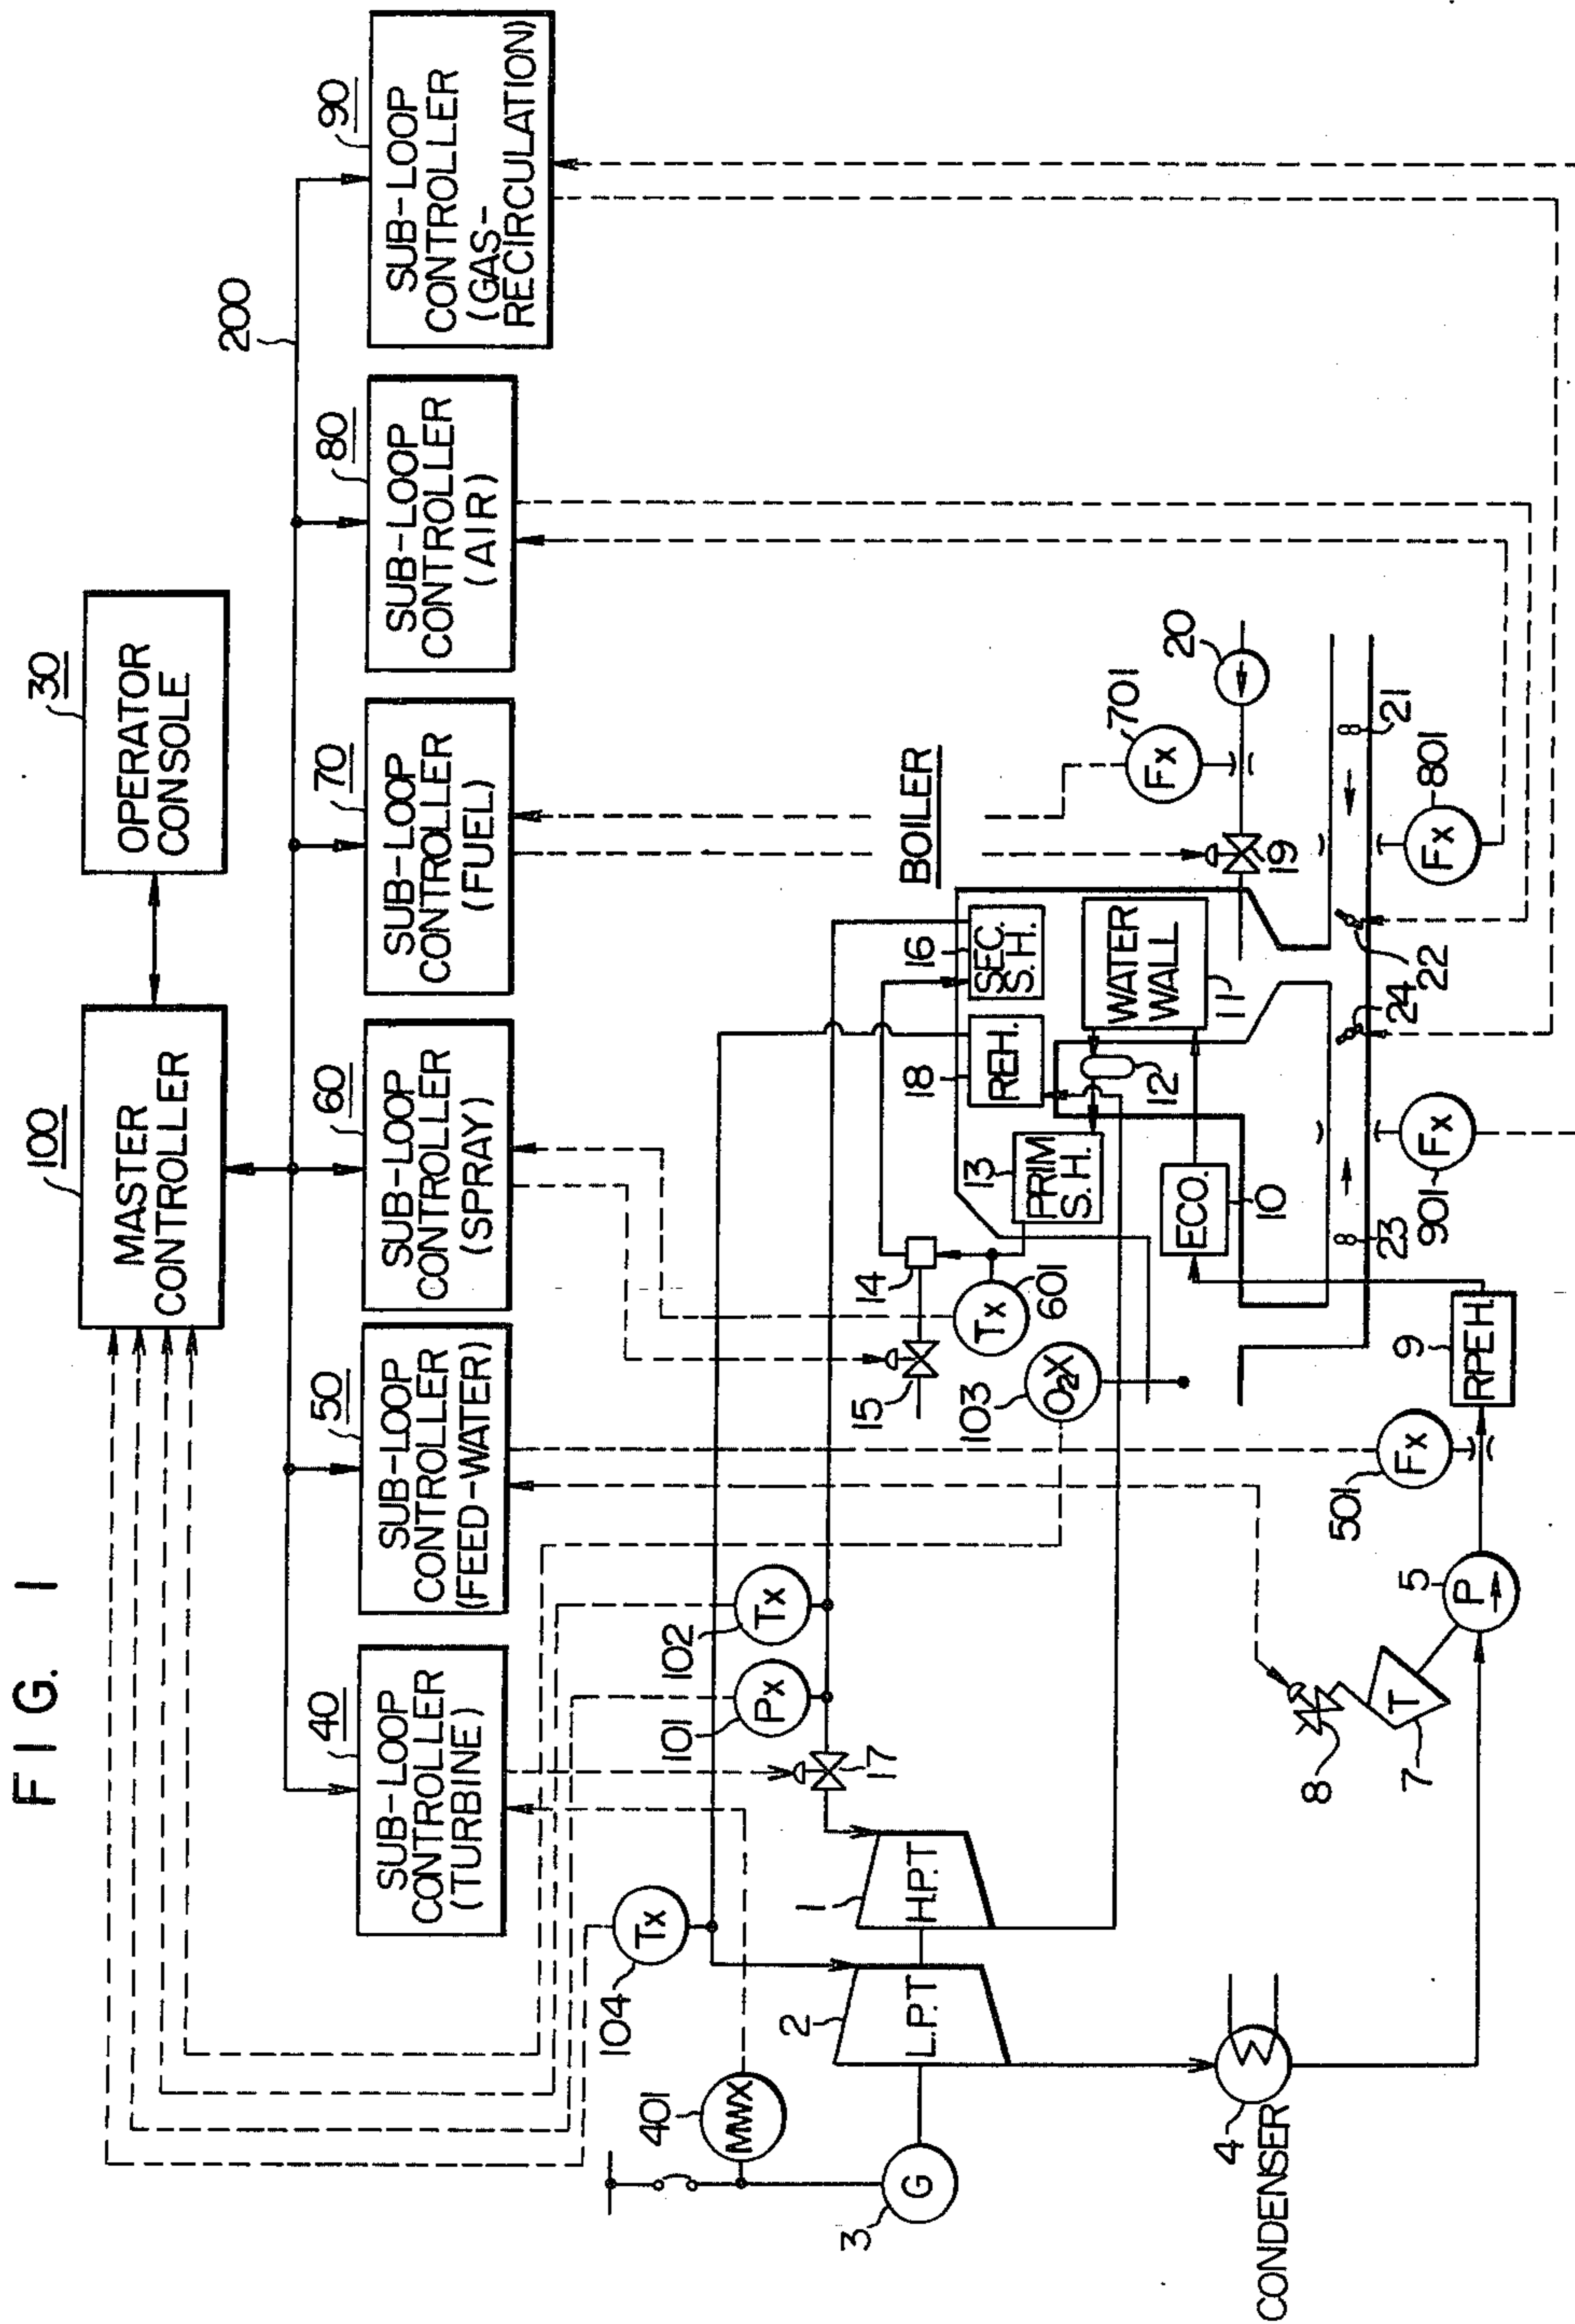 FIG. 1
100
MASTER
CONTROLLER
30
OPERATOR
CONSOLE
200
40
SUB-LOOP
CONTROLLER
(TURBINE)
50
SUB-LOOP
CONTROLLER
(FEED-WATER)
60
SUB-LOOP
CONTROLLER
(SPRAY)
70
SUB-LOOP
CONTROLLER
(FUEL)
80
SUB-LOOP
CONTROLLER
(AIR)
90
SUB-LOOP
CONTROLLER
(GAS-
RECIRCULATION)
104
Tx
101
Px
102
Tx
401
MWX
17
15
14
Tx
601
103
O2X
BOILER
16
SEC.
S.H.
18
REH.
13
PRIM
S.H.
12
WATER
WALL
11
ECO.
10
701
Fx
20
19
1
H.P.T
2
L.P.T
3
G
4
CONDENSER
5
P
T
7
8
501
Fx
9
RPEH.
23
901
Fx
24
22
801
Fx
21